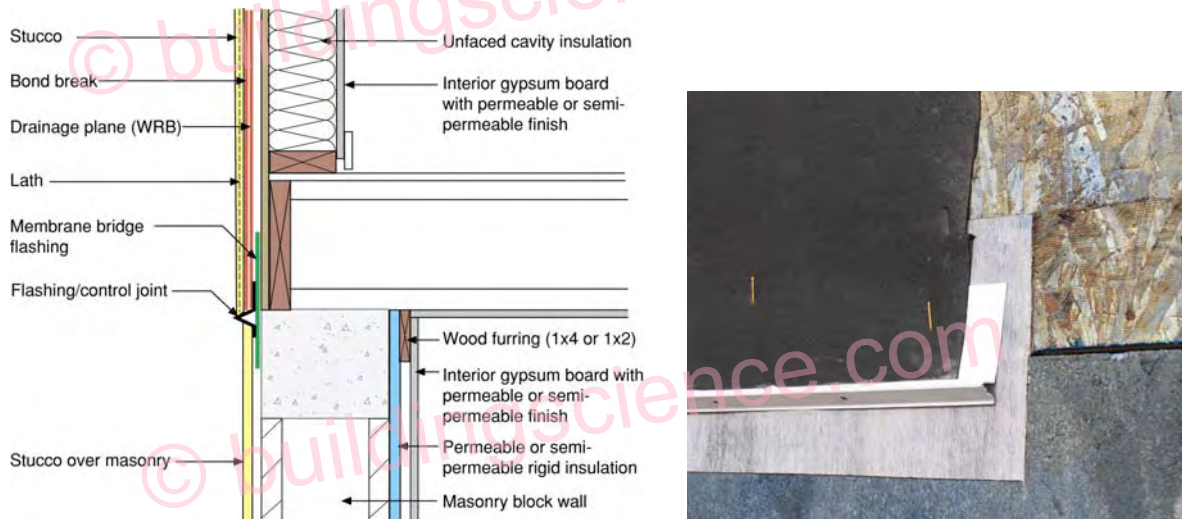 Stucco
Bond break
Drainage plane (WRB)
Lath
Membrane bridge
flashing
Flashing/control joint
Stucco over masonry
Unfaced cavity insulation
Interior gypsum board
with permeable or semi-
permeable finish
Wood furring (1x4 or 1x2)
Interior gypsum board with
permeable or semi-
permeable finish
Permeable or semi-
permeable rigid insulation
Masonry block wall
© buildingscience.com
© buildingscience.com